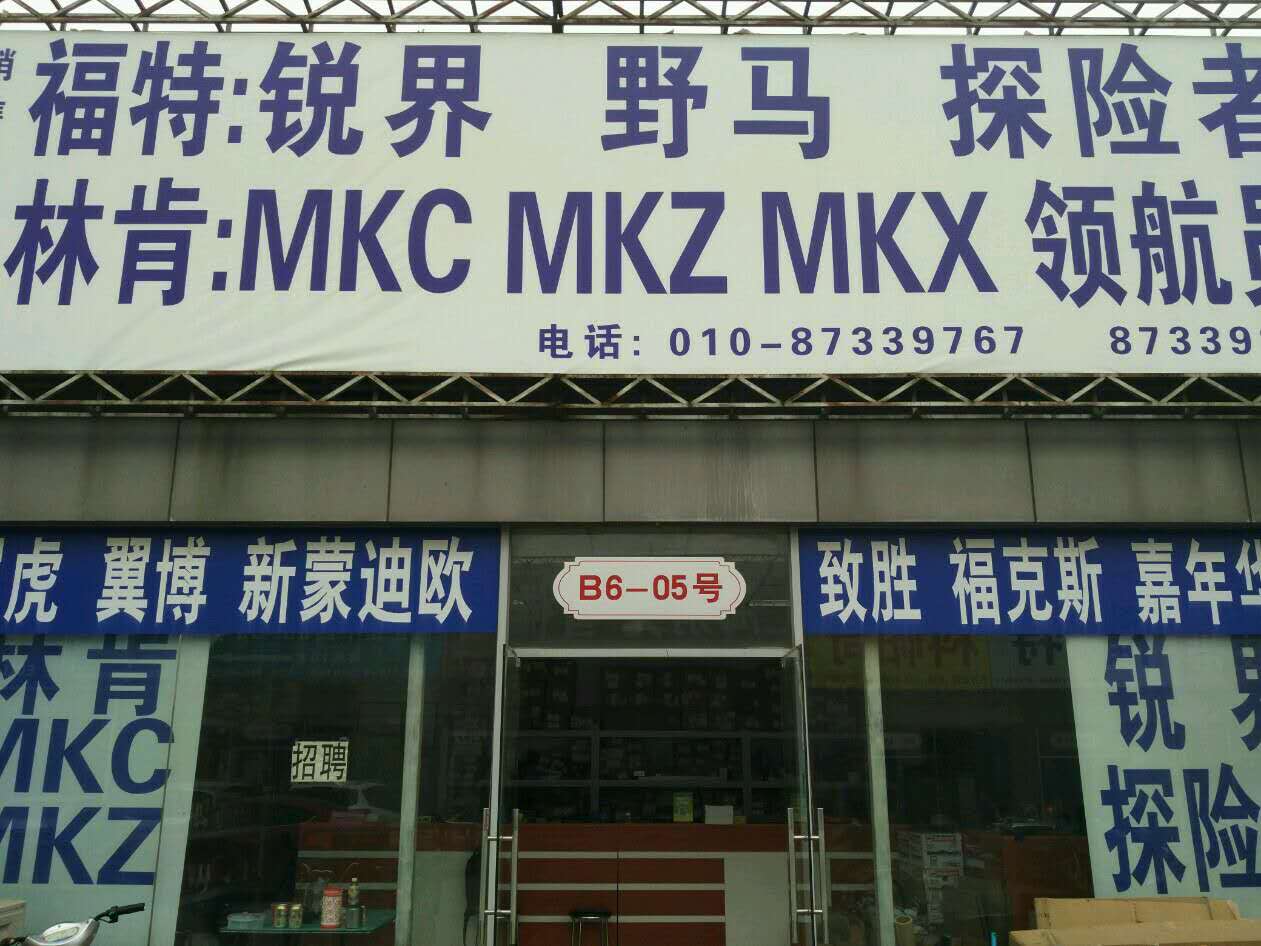 福特:锐界 野马 探险者
林肯:MKC MKZ MKX 领航员
电话: 010-87339767 87339
虎 翼博 新蒙迪欧
B6-05号
致胜 福克斯 嘉年华
林肯
MKC
MKZ
招聘
锐界
探险